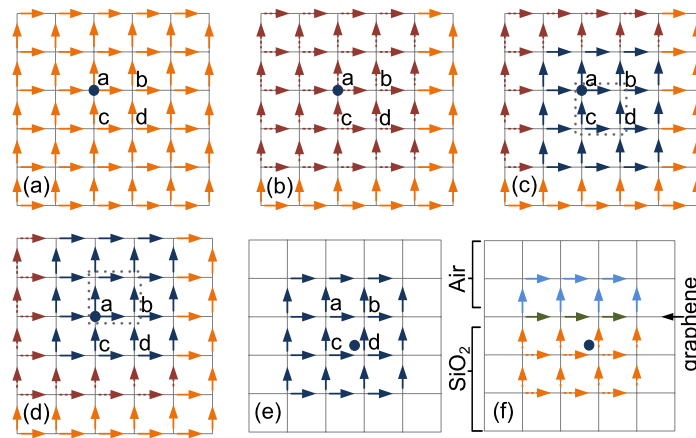 a b
c d
(a)
a b
c d
(b)
a b
c d
(c)
a b
c d
(d)
a b
c d
(e)
Air
SiO₂
graphene
(f)